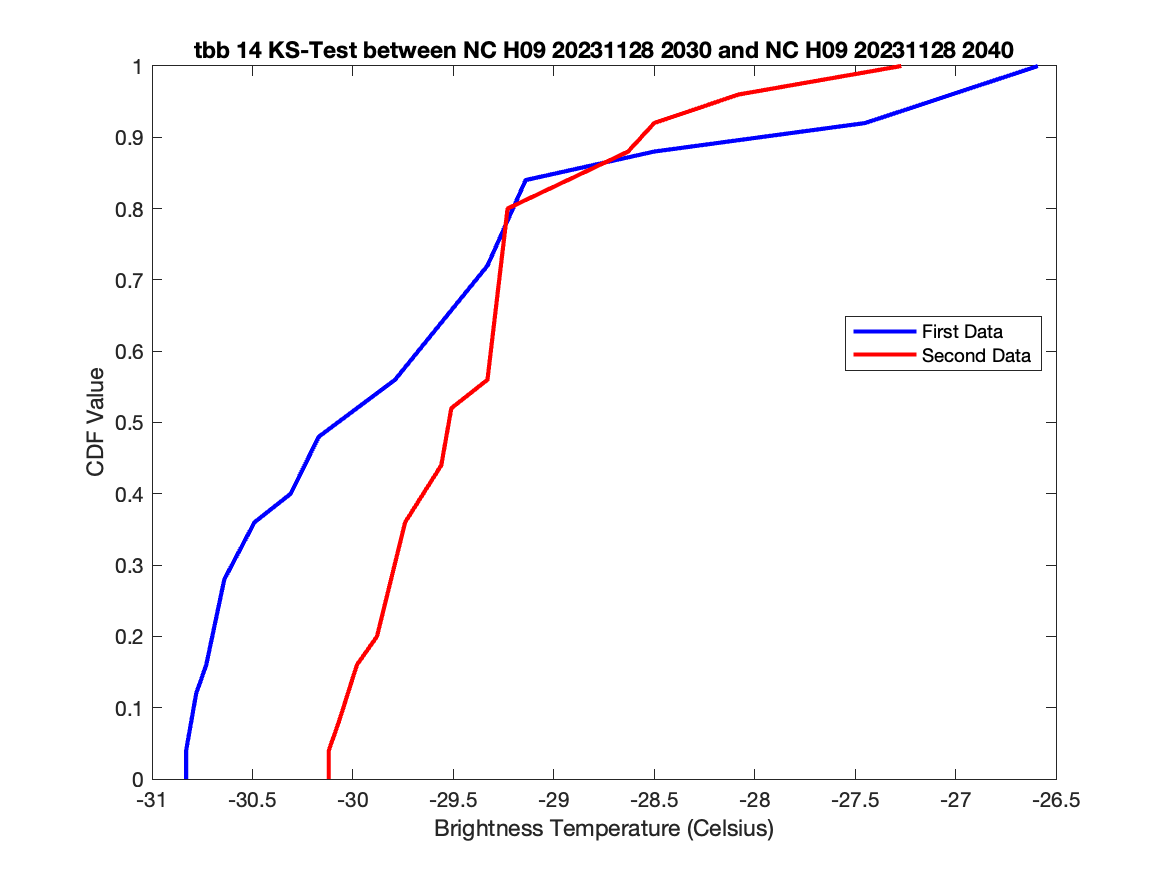 tbb 14 KS-Test between NC H09 20231128 2030 and NC H09 20231128 2040
1
0.9
0.8
0.7
0.6
0.5
0.4
0.3
0.2
0.1
0
CDF Value
First Data
Second Data
-31 -30.5 -30 -29.5 -29 -28.5 -28 -27.5 -27 -26.5
Brightness Temperature (Celsius)